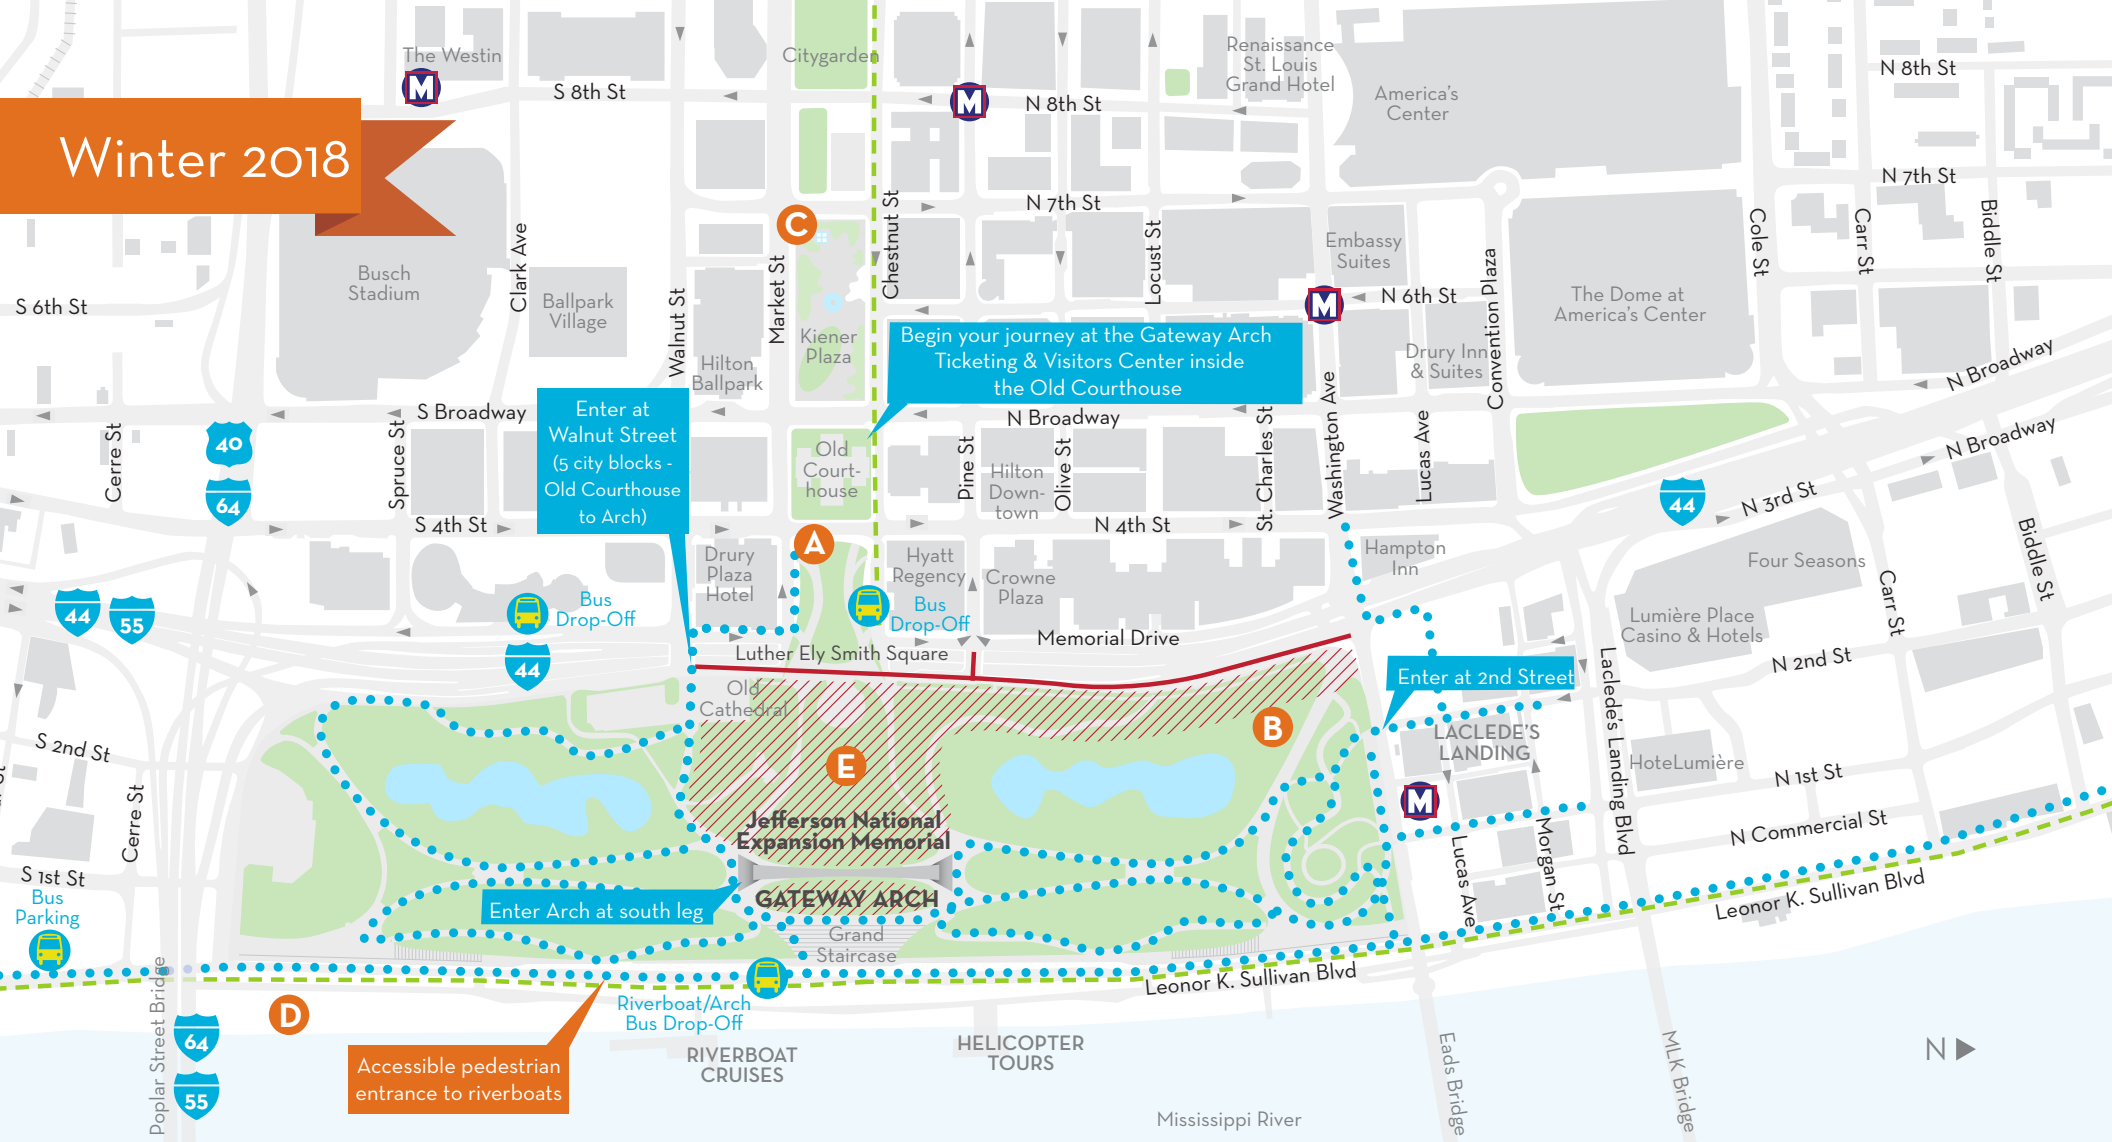 Winter 2018
The Westin
M
S 8th St
Citygarden
M
N 8th St
Renaissance
St. Louis
Grand Hotel
America's
Center
N 8th St
N 7th St
N 7th St
C
Busch
Stadium
S 6th St
Clark Ave
Ballpark
Village
Walnut St
Market St
Kiener
Plaza
Hilton
Ballpark
Chestnut St
Locust St
Embassy
Suites
M
N 6th St
Convention Plaza
Drury Inn
& Suites
The Dome at
America's Center
Cole St
Carr St
Biddle St
N Broadway
N Broadway
Begin your journey at the Gateway Arch
Ticketing & Visitors Center inside
the Old Courthouse
Enter at
Walnut Street
(5 city blocks -
Old Courthouse
to Arch)
S Broadway
N Broadway
Cerre St
40
64
Spruce St
S 4th St
Old
Court-
house
Pine St
Hilton
Down-
town
Olive St
N 4th St
St. Charles St
Washington Ave
Lucas Ave
44
N 3rd St
Biddle St
Carr St
Four Seasons
Lumière Place
Casino & Hotels
A
Drury
Plaza
Hotel
Hyatt
Regency
Bus
Drop-Off
Crowne
Plaza
Hampton
Inn
44
55
Bus
Drop-Off
44
Luther Ely Smith Square
Memorial Drive
Old
Cathedral
Enter at 2nd Street
N 2nd St
Laclede's Landing Blvd
B
LACLEDE'S
LANDING
HoteLumière
N 1st St
S 2nd St
Cerre St
E
Jefferson National
Expansion Memorial
M
Lucas Ave
Morgan St
N Commercial St
S 1st St
Bus
Parking
Enter Arch at south leg
GATEWAY ARCH
Grand
Staircase
Leonor K. Sullivan Blvd
Leonor K. Sullivan Blvd
Poplar Street Bridge
D
64
55
Riverboat/Arch
Bus Drop-Off
Accessible pedestrian
entrance to riverboats
RIVERBOAT
CRUISES
HELICOPTER
TOURS
Mississippi River
Eads Bridge
MLK Bridge
N